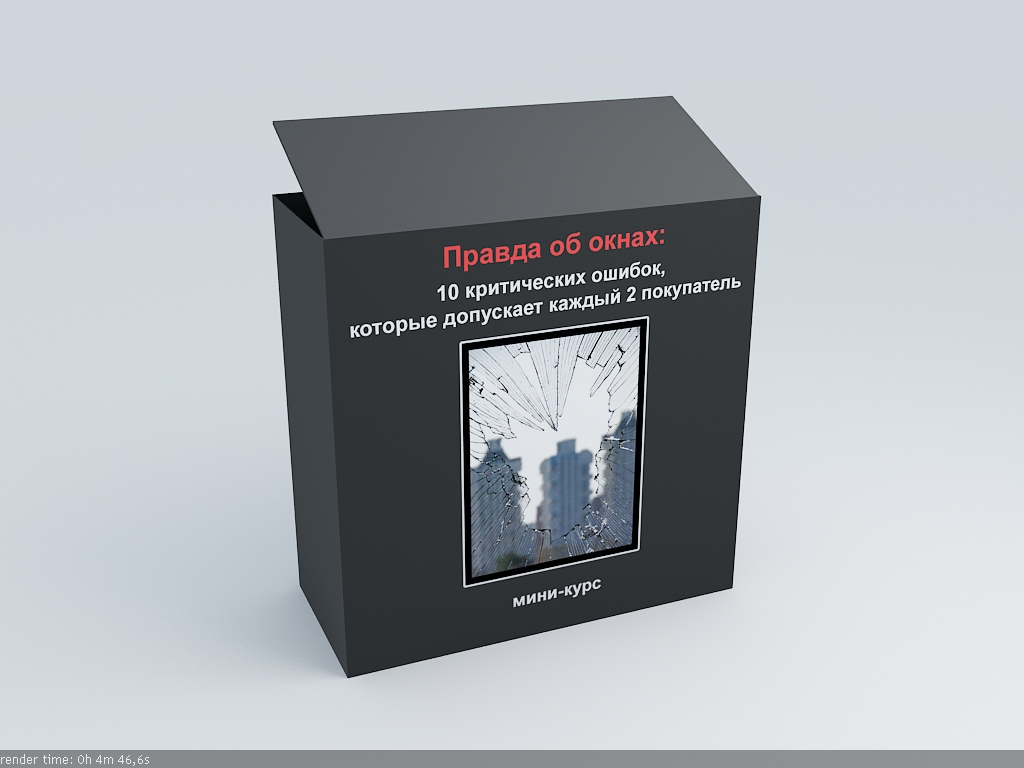 Правда об окнах:
10 критических ошибок,
которые допускает каждый 2 покупатель
мини-курс
render time: 0h 4m 46,6s